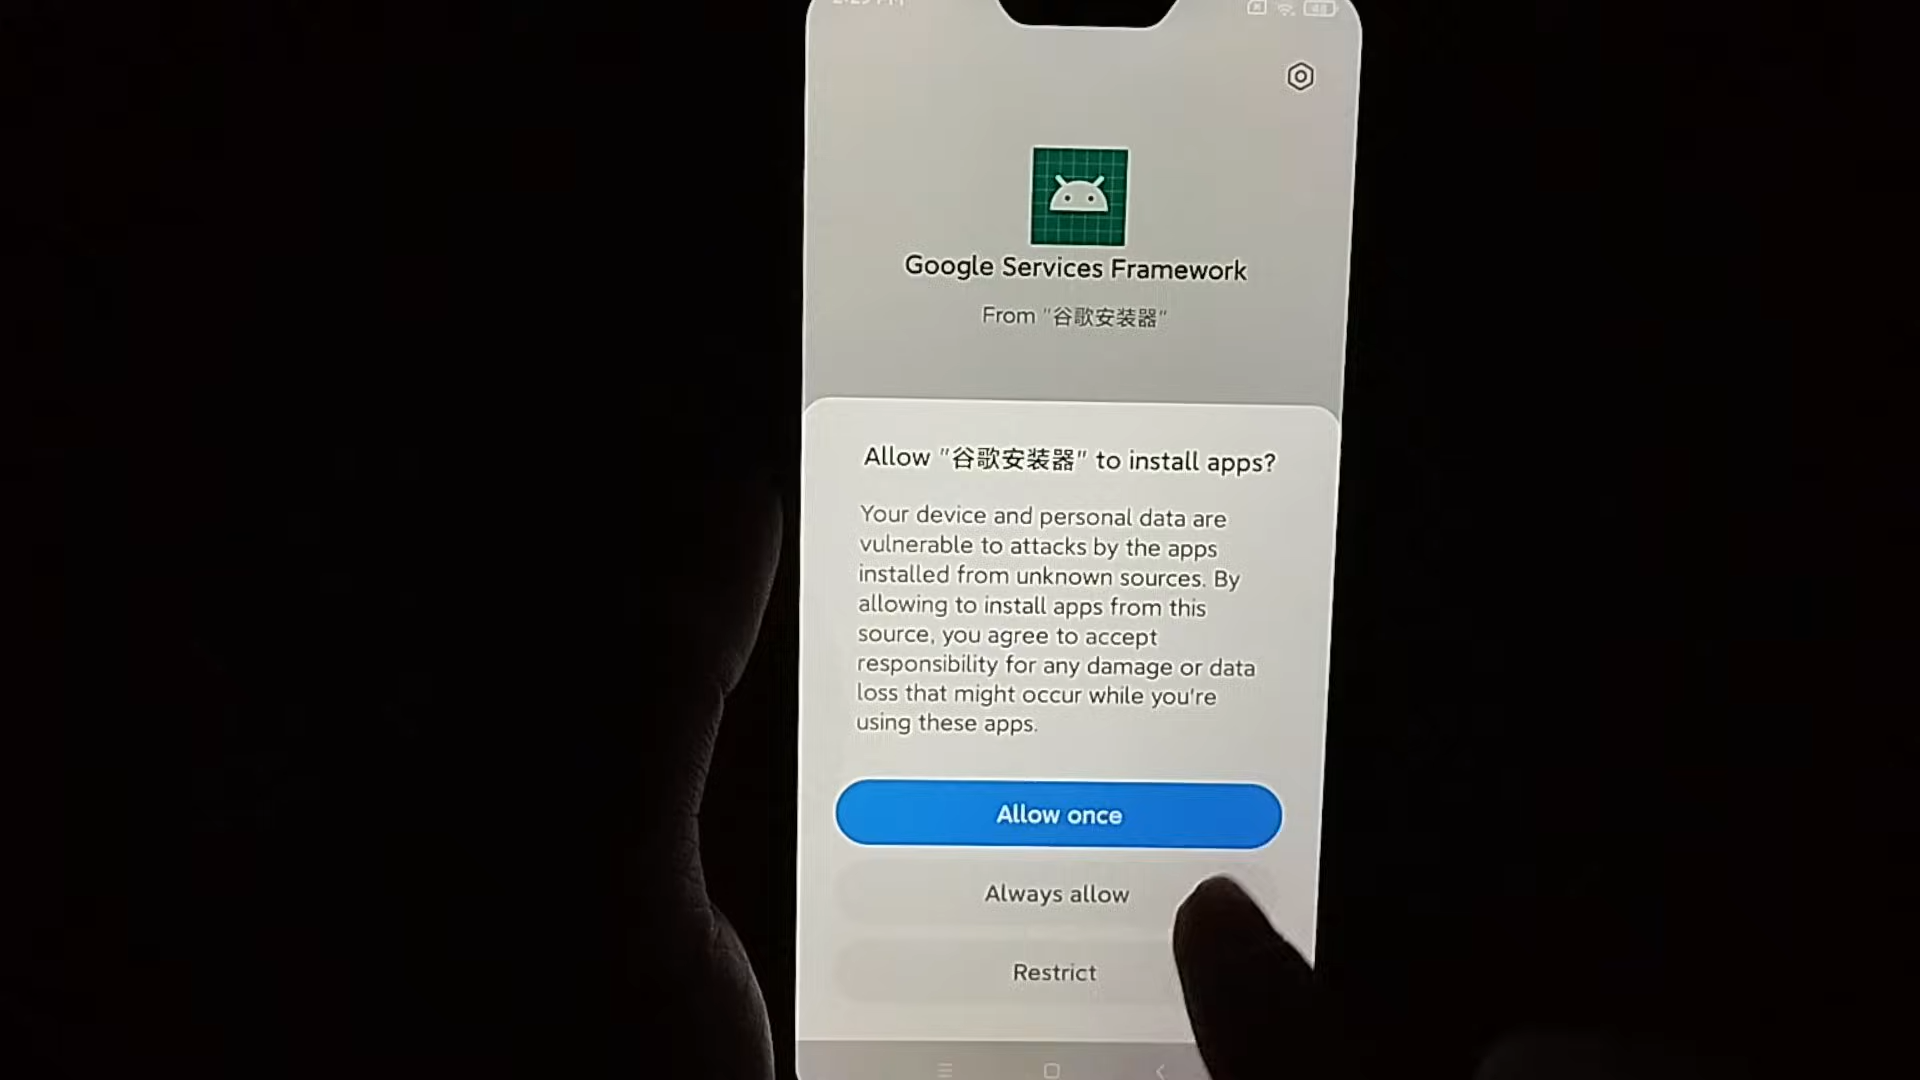 Google Services Framework
From "谷歌安装器"
Allow "谷歌安装器" to install apps?
Your device and personal data are
vulnerable to attacks by the apps
installed from unknown sources. By
allowing to install apps from this
source, you agree to accept
responsibility for any damage or data
loss that might occur while you're
using these apps.
Allow once
Always allow
Restrict